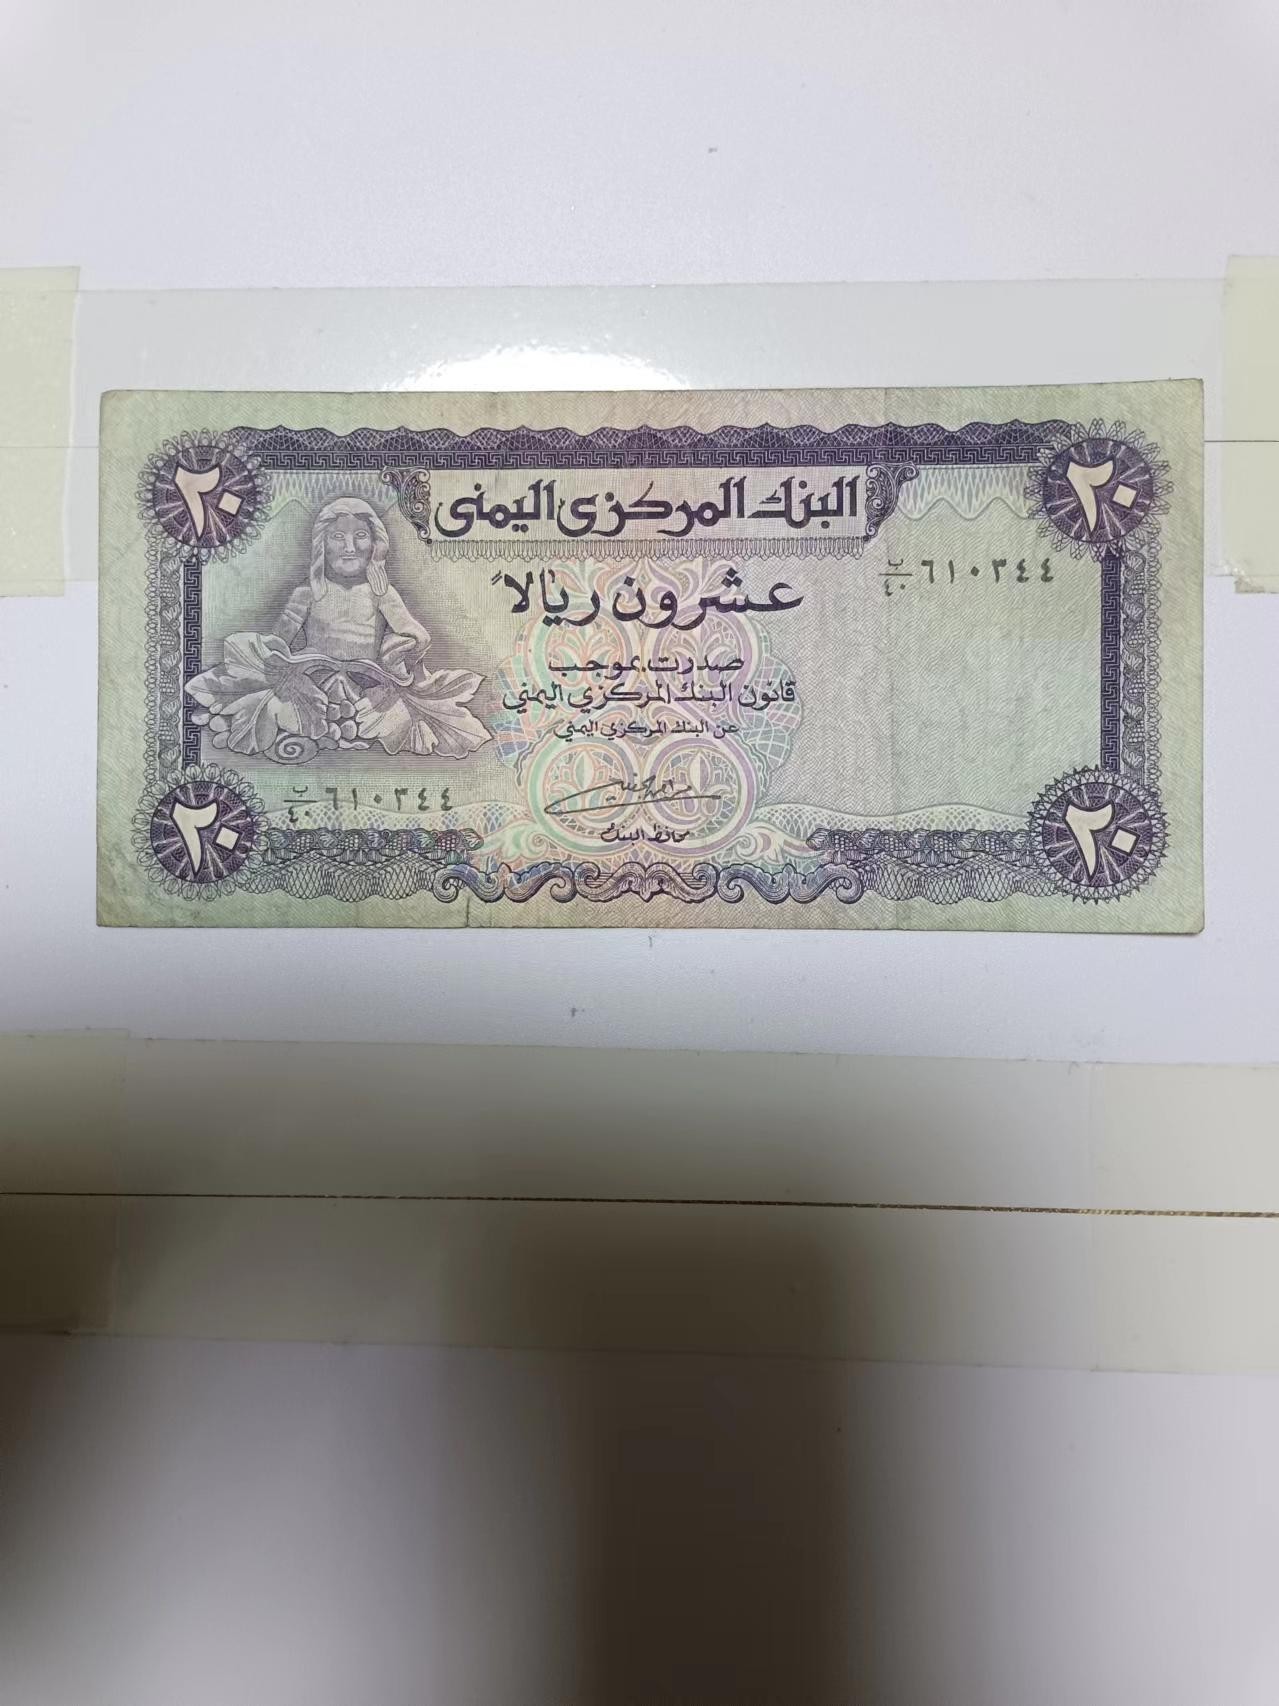 ٢٠
٢٠
البنك المركزي اليمني
عشرون ريالاً
ب/٤٠ ٦١٠٣٤٤
صدرت بموجب
قانون البنك المركزي اليمني
عن البنك المركزي اليمني
ب/٤٠ ٦١٠٣٤٤
محافظ البنك
٢٠
٢٠